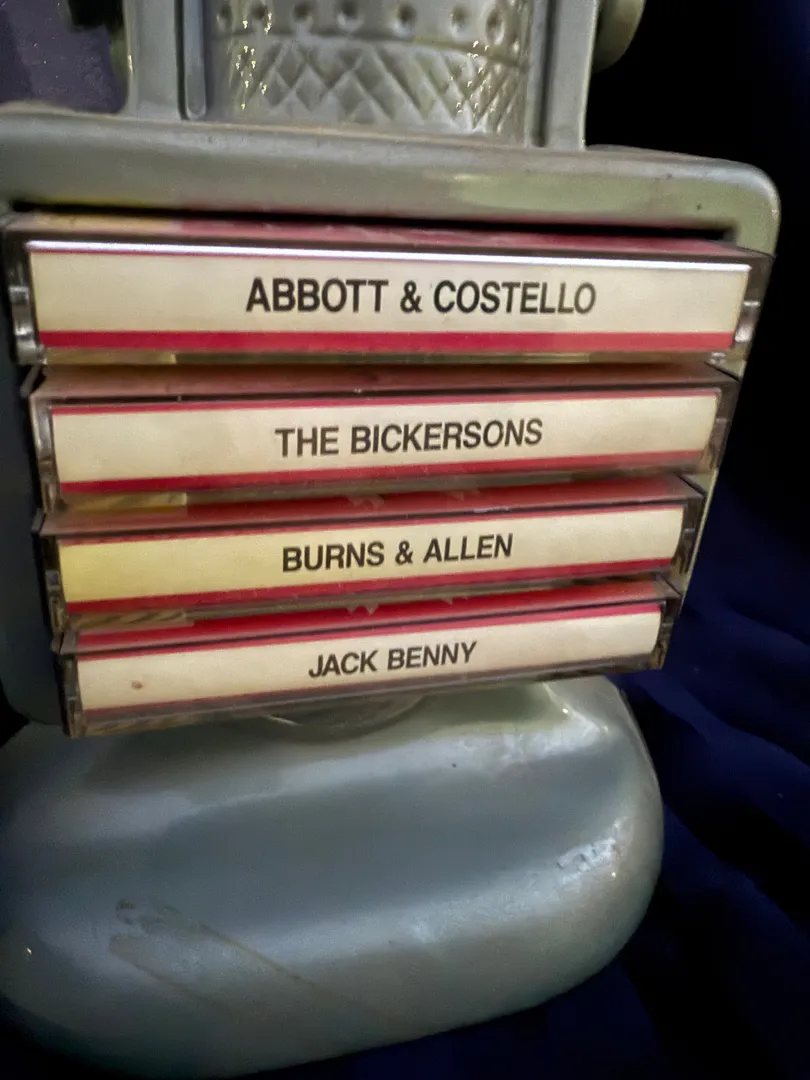 ABBOTT & COSTELLO
THE BICKERSONS
BURNS & ALLEN
JACK BENNY